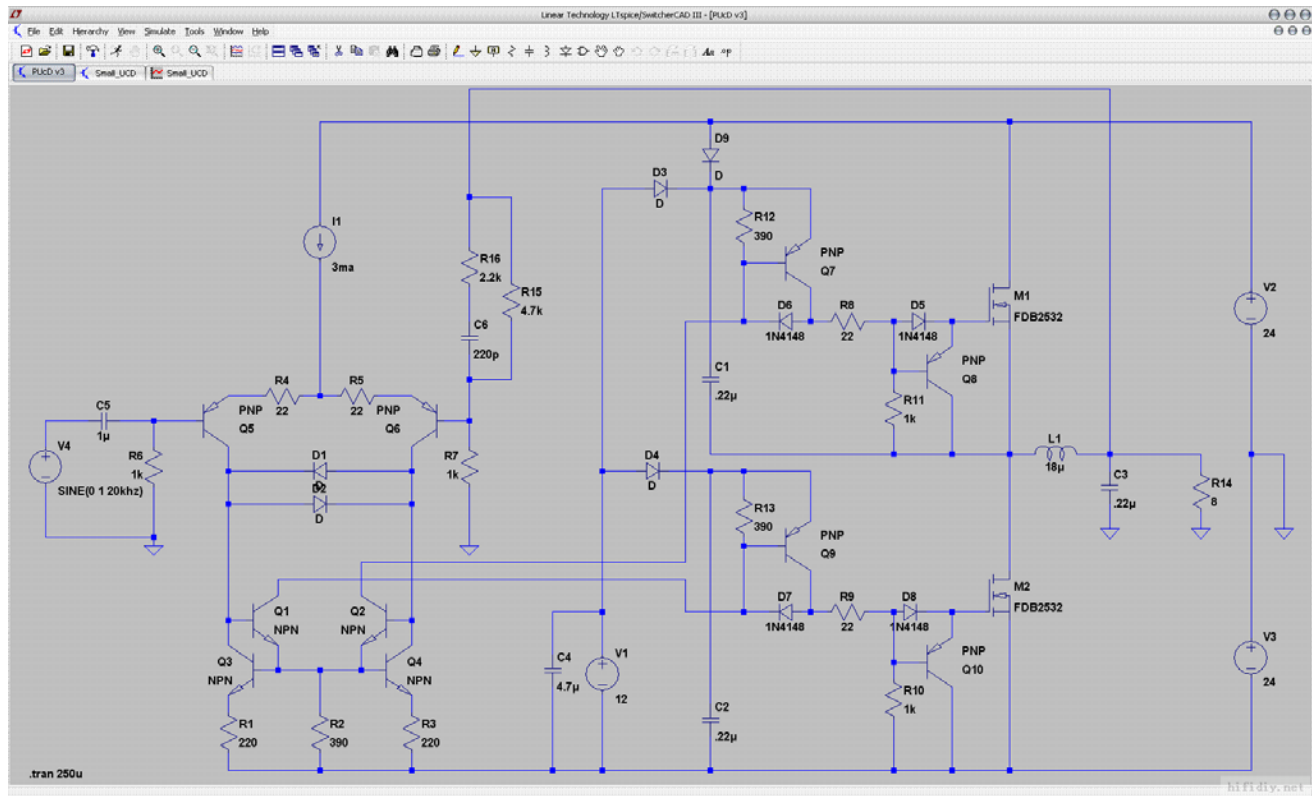 Linear Technology LTspice/SwitcherCAD III - [PUcD v3]
File Edit Hierarchy View Simulate Tools Window Help
PUcD v3 Small_UCD Small_UCD
D9
D
D3
D
R12
390
PNP
Q7
I1
3ma
R16
2.2k
R15
4.7k
C6
220p
D6
1N4148
R8
22
D5
1N4148
M1
FDB2532
V2
24
C1
.22µ
PNP
Q8
R11
1k
R4
22
R5
22
PNP
Q5
PNP
Q6
C5
1µ
V4
SINE(0 1 20khz)
R6
1k
R7
1k
D1
D
D2
D
L1
18µ
C3
.22µ
R14
8
D4
D
R13
390
PNP
Q9
D7
1N4148
R9
22
D8
1N4148
M2
FDB2532
Q1
NPN
Q2
NPN
Q3
NPN
Q4
NPN
C4
4.7µ
V1
12
PNP
Q10
R10
1k
V3
24
R1
220
R2
390
R3
220
C2
.22µ
.tran 250u
hifidiy.net